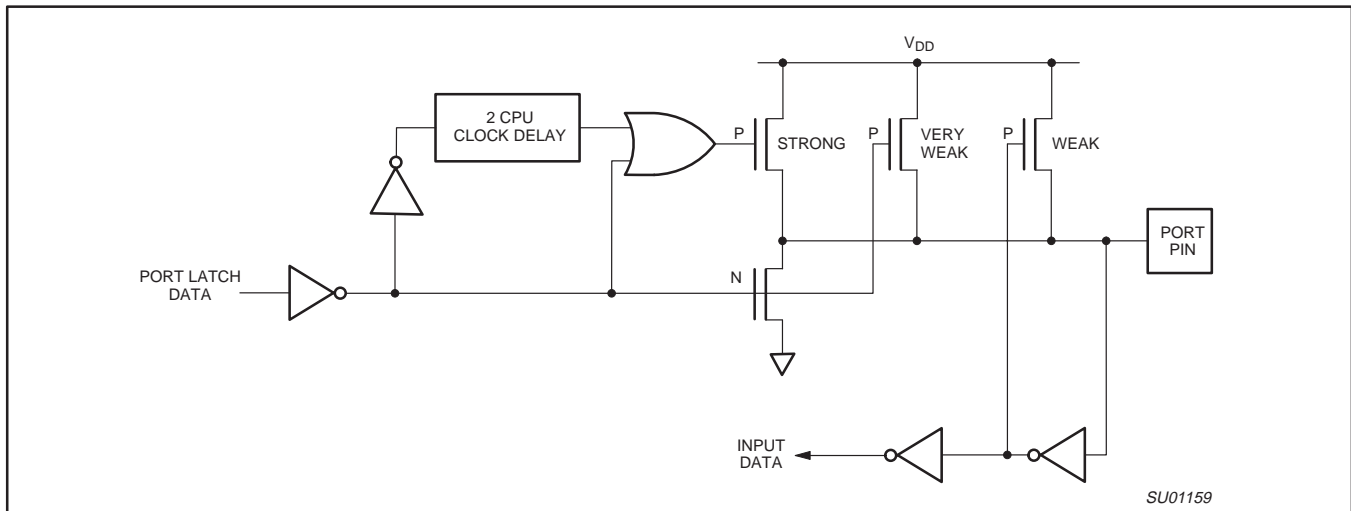 VDD
2 CPU
CLOCK DELAY
P
STRONG
P
VERY
WEAK
P
WEAK
PORT
PIN
PORT LATCH
DATA
N
INPUT
DATA
SU01159